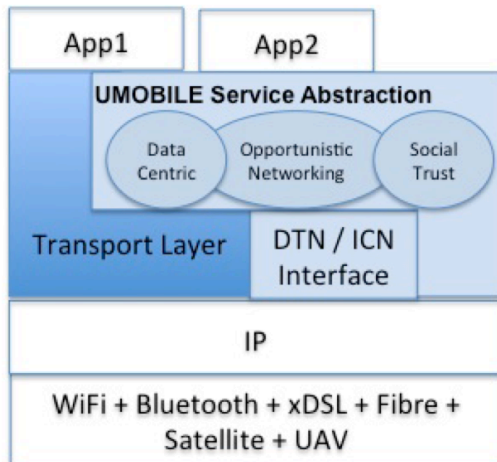 App1
App2
UMOBILE Service Abstraction
Data
Centric
Opportunistic
Networking
Social
Trust
Transport Layer
DTN / ICN
Interface
IP
WiFi + Bluetooth + xDSL + Fibre +
Satellite + UAV